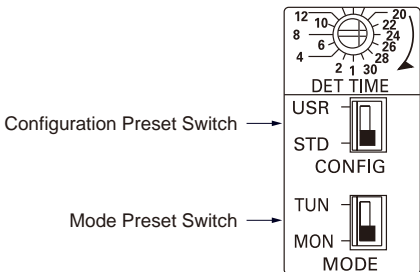 12 20
10 22
8 24
6 26
4 28
2 1 30
DET TIME
USR
Configuration Preset Switch
STD
CONFIG
TUN
Mode Preset Switch
MON
MODE